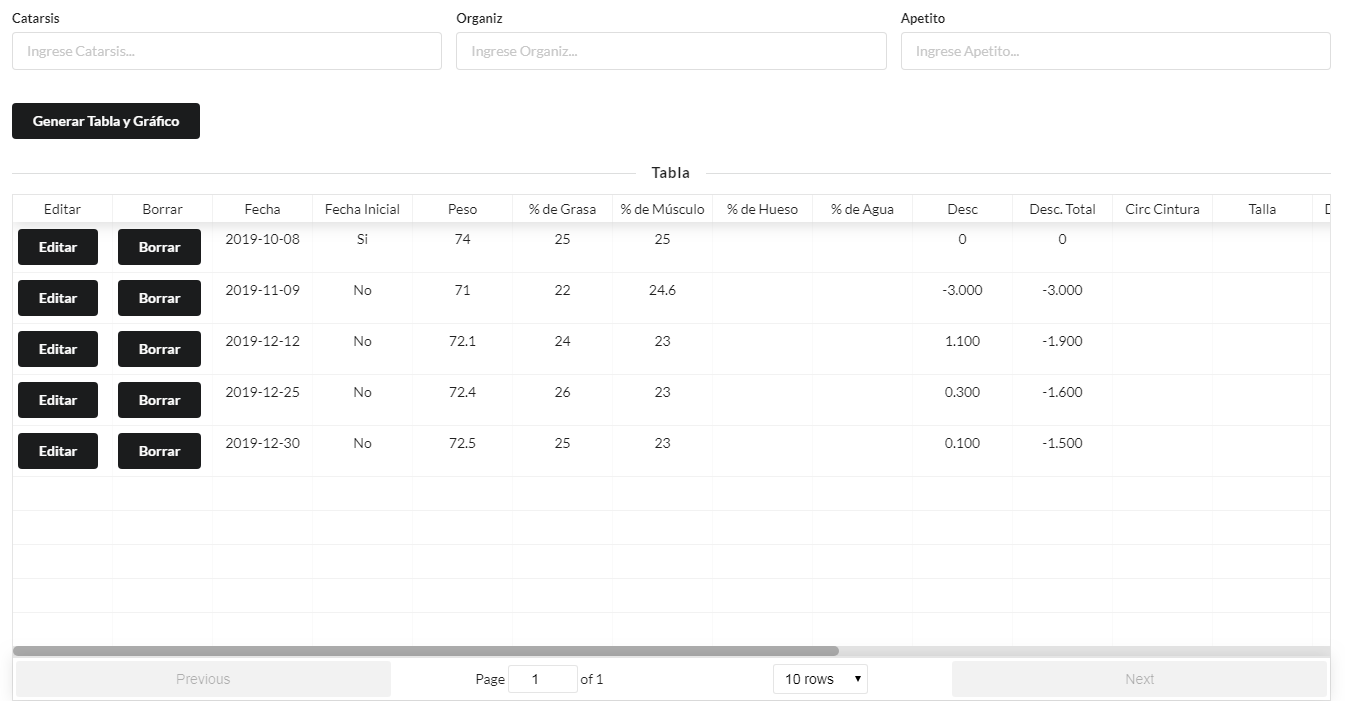 Catarsis Organiz Apetito
Ingrese Catarsis... Ingrese Organiz... Ingrese Apetito...
Generar Tabla y Gráfico
Tabla
Editar Borrar Fecha Fecha Inicial Peso % de Grasa % de Músculo % de Hueso % de Agua Desc Desc. Total Circ Cintura Talla
Editar Borrar 2019-10-08 Si 74 25 25 0 0
Editar Borrar 2019-11-09 No 71 22 24.6 -3.000 -3.000
Editar Borrar 2019-12-12 No 72.1 24 23 1.100 -1.900
Editar Borrar 2019-12-25 No 72.4 26 23 0.300 -1.600
Editar Borrar 2019-12-30 No 72.5 25 23 0.100 -1.500
Previous Page 1 of 1 10 rows Next